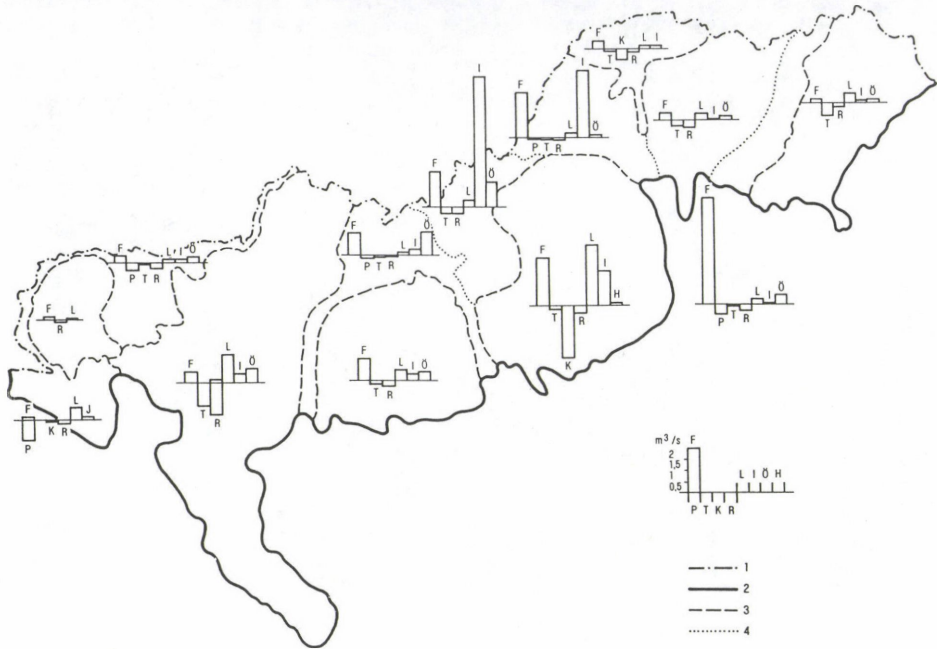 F K L I
T R
F L I Ö
T R
F L I Ö
T R
F I
L Ö
P T R
I
F L Ö
T R
F Ö
L I
P T R
F L I Ö
P T R
F L
R
F L J
K R
P
F L I Ö
T R
F L I Ö
T R
F L I H
T R
K
F
L I Ö
P T R
m³/s F
2
1,5
1
0,5
L I Ö H
P T K R
1
2
3
4